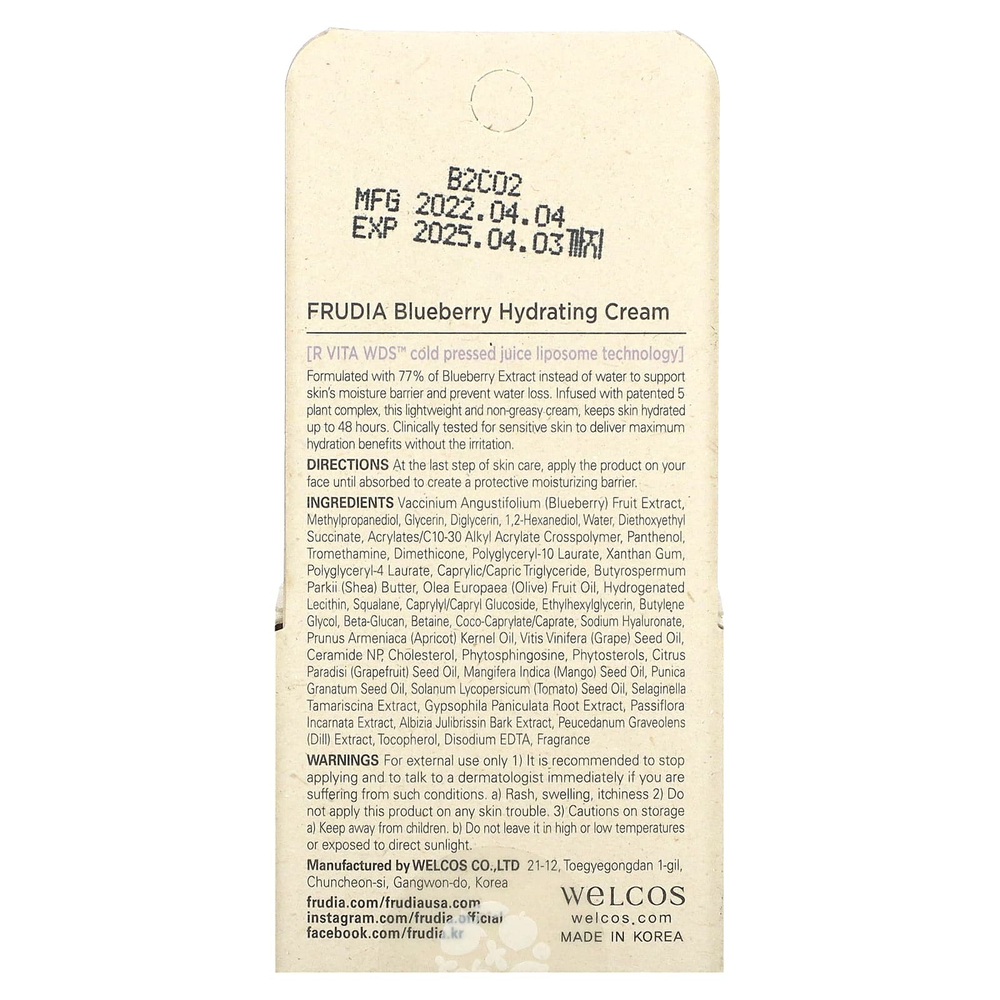 B2C02
MFG 2022.04.04
EXP 2025.04.03까지
FRUDIA Blueberry Hydrating Cream
[R VITA WDS™ cold pressed juice liposome technology]
Formulated with 77% of Blueberry Extract instead of water to support
skin's moisture barrier and prevent water loss. Infused with patented 5
plant complex, this lightweight and non-greasy cream, keeps skin hydrated
up to 48 hours. Clinically tested for sensitive skin to deliver maximum
hydration benefits without the irritation.
DIRECTIONS At the last step of skin care, apply the product on your
face until absorbed to create a protective moisturizing barrier.
INGREDIENTS Vaccinium Angustifolium (Blueberry) Fruit Extract,
Methylpropanediol, Glycerin, Diglycerin, 1,2-Hexanediol, Water, Diethoxyethyl
Succinate, Acrylates/C10-30 Alkyl Acrylate Crosspolymer, Panthenol,
Tromethamine, Dimethicone, Polyglyceryl-10 Laurate, Xanthan Gum,
Polyglyceryl-4 Laurate, Caprylic/Capric Triglyceride, Butyrospermum
Parkii (Shea) Butter, Olea Europaea (Olive) Fruit Oil, Hydrogenated
Lecithin, Squalane, Caprylyl/Capryl Glucoside, Ethylhexylglycerin, Butylene
Glycol, Beta-Glucan, Betaine, Coco-Caprylate/Caprate, Sodium Hyaluronate,
Prunus Armeniaca (Apricot) Kernel Oil, Vitis Vinifera (Grape) Seed Oil,
Ceramide NP, Cholesterol, Phytosphingosine, Phytosterols, Citrus
Paradisi (Grapefruit) Seed Oil, Mangifera Indica (Mango) Seed Oil, Punica
Granatum Seed Oil, Solanum Lycopersicum (Tomato) Seed Oil, Selaginella
Tamariscina Extract, Gypsophila Paniculata Root Extract, Passiflora
Incarnata Extract, Albizia Julibrissin Bark Extract, Peucedanum Graveolens
(Dill) Extract, Tocopherol, Disodium EDTA, Fragrance
WARNINGS For external use only 1) It is recommended to stop
applying and to talk to a dermatologist immediately if you are
suffering from such conditions. a) Rash, swelling, itchiness 2) Do
not apply this product on any skin trouble. 3) Cautions on storage
a) Keep away from children. b) Do not leave it in high or low temperatures
or exposed to direct sunlight.
Manufactured by WELCOS CO.,LTD 21-12, Toegyegongdan 1-gil,
Chuncheon-si, Gangwon-do, Korea
frudia.com/frudiausa.com
instagram.com/frudia.official
facebook.com/frudia.kr
WELCOS
welcos.com
MADE IN KOREA